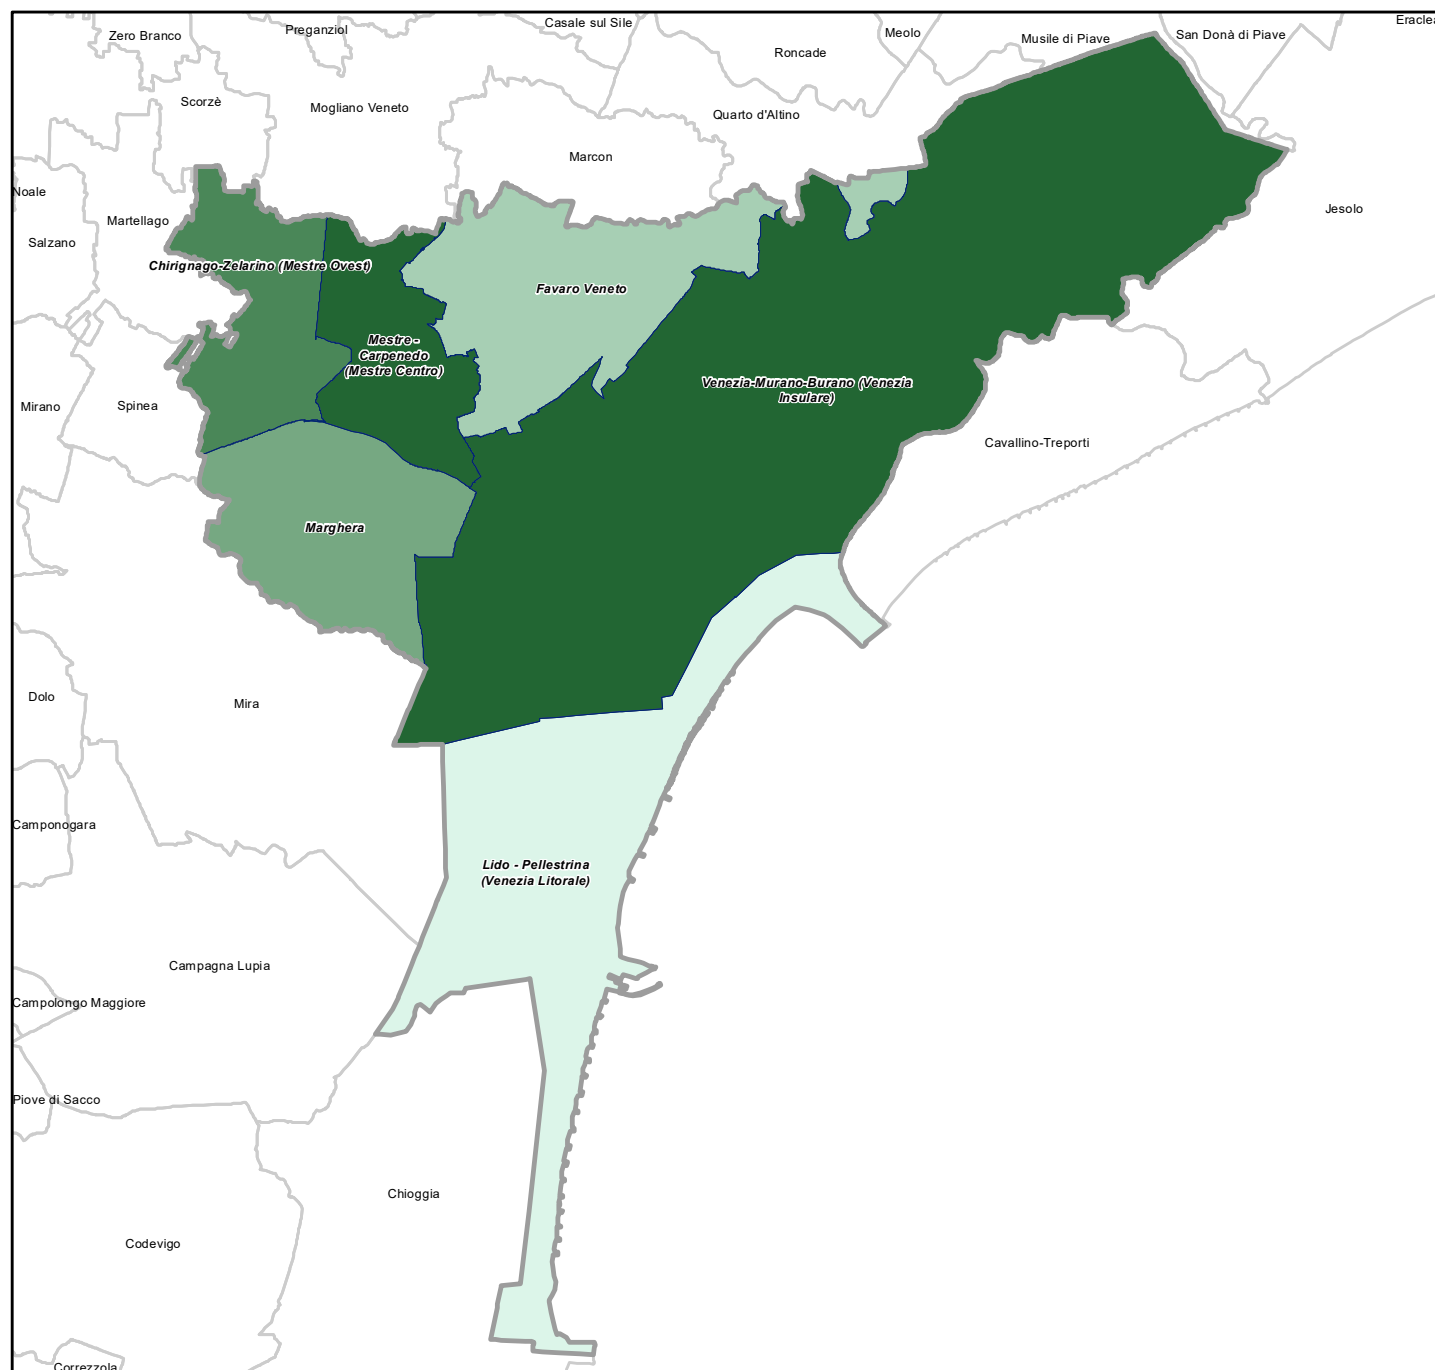 Casale sul Sile
Eraclea
Preganziol
Meolo
Zero Branco
San Donà di Piave
Musile di Piave
Roncade
Scorzè
Mogliano Veneto
Quarto d'Altino
Marcon
Noale
Jesolo
Martellago
Salzano
Chirignago-Zelarino (Mestre Ovest)
Favaro Veneto
Mestre -
Carpenedo
(Mestre Centro)
Venezia-Murano-Burano (Venezia
Insulare)
Mirano
Spinea
Cavallino-Treporti
Marghera
Dolo
Mira
Camponogara
Lido - Pellestrina
(Venezia Litorale)
Campagna Lupia
Campolongo Maggiore
Piove di Sacco
Chioggia
Codevigo
Correzzola